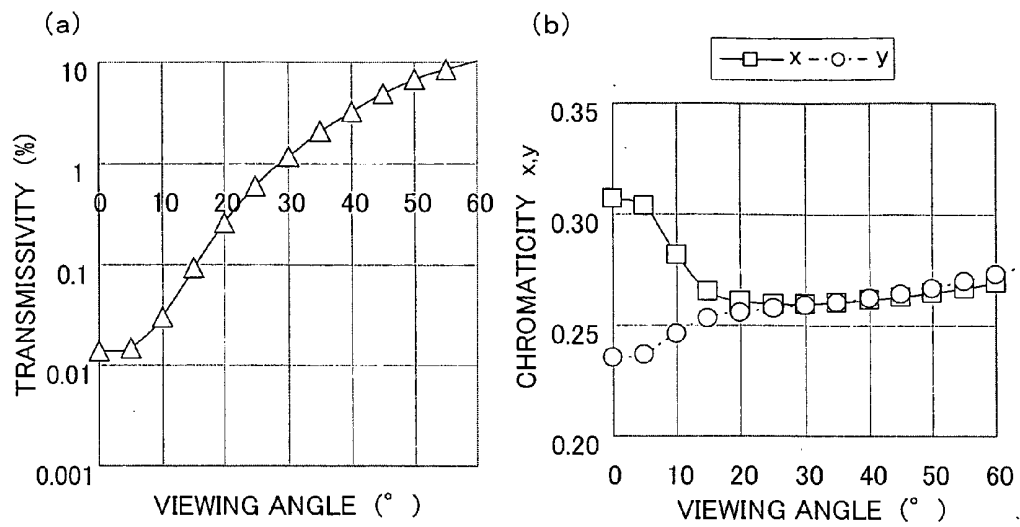 (a)
TRANSMISSIVITY (%)
10
1
0 10 20 30 40 50 60
0.1
0.01
0.001
VIEWING ANGLE (°)
(b)
x y
CHROMATICITY x,y
0.35
0.30
0.25
0.20
0 10 20 30 40 50 60
VIEWING ANGLE (°)